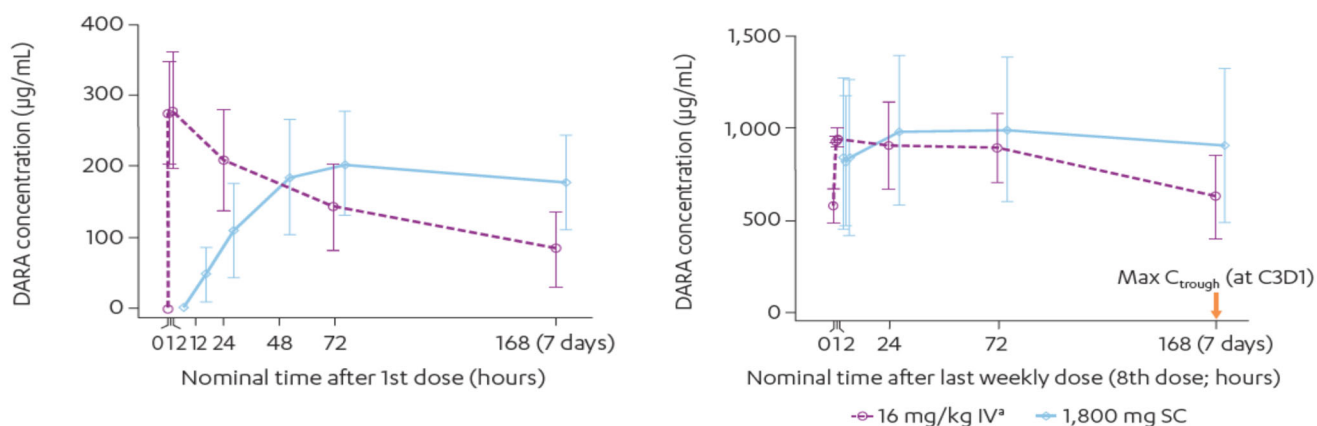 DARA concentration (µg/mL)
400
300
200
100
0
0 1 2 12 24 48 72 168 (7 days)
Nominal time after 1st dose (hours)
DARA concentration (µg/mL)
1,500
1,000
500
0
Max Ctrough (at C3D1)
0 1 2 24 72 168 (7 days)
Nominal time after last weekly dose (8th dose; hours)
16 mg/kg IVª 1,800 mg SC